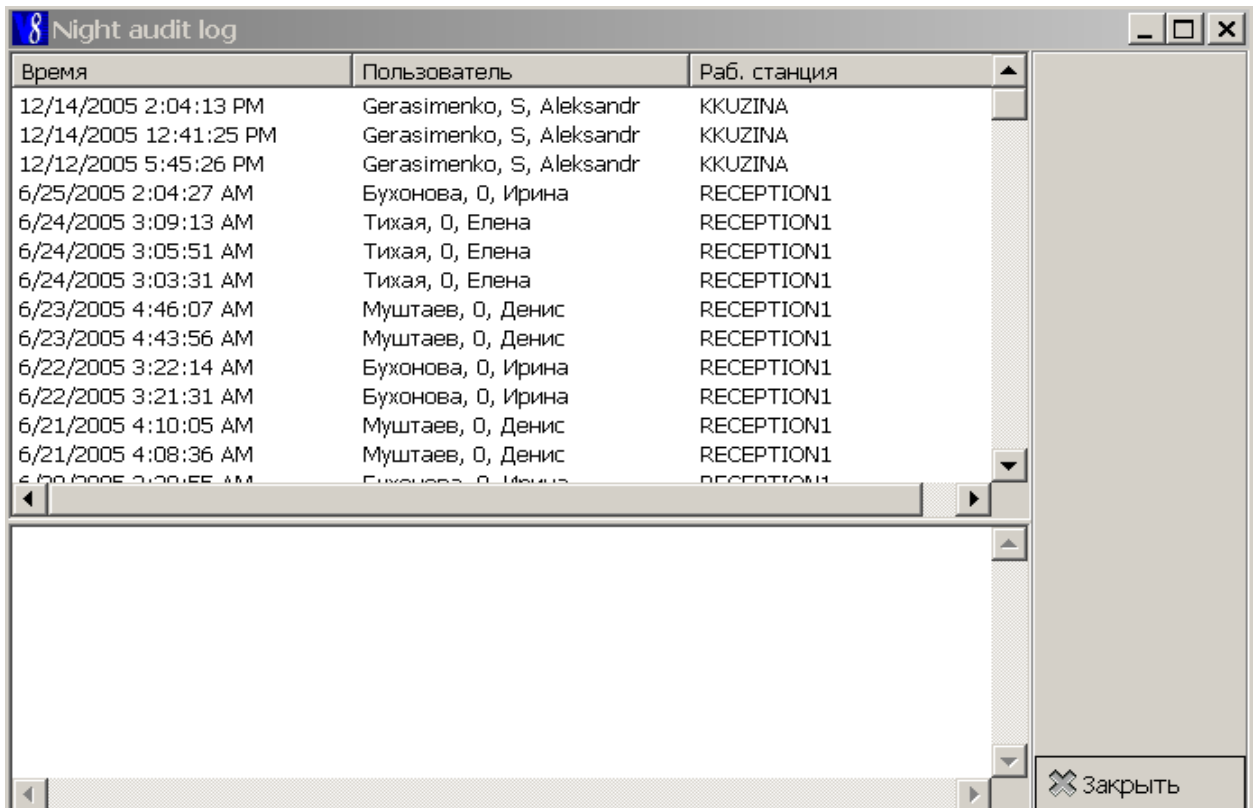 Night audit log
Время Пользователь Раб. станция
12/14/2005 2:04:13 PM Gerasimenko, S, Aleksandr KKUZINA
12/14/2005 12:41:25 PM Gerasimenko, S, Aleksandr KKUZINA
12/12/2005 5:45:26 PM Gerasimenko, S, Aleksandr KKUZINA
6/25/2005 2:04:27 AM Бухонова, 0, Ирина RECEPTION1
6/24/2005 3:09:13 AM Тихая, 0, Елена RECEPTION1
6/24/2005 3:05:51 AM Тихая, 0, Елена RECEPTION1
6/24/2005 3:03:31 AM Тихая, 0, Елена RECEPTION1
6/23/2005 4:46:07 AM Муштаев, 0, Денис RECEPTION1
6/23/2005 4:43:56 AM Муштаев, 0, Денис RECEPTION1
6/22/2005 3:22:14 AM Бухонова, 0, Ирина RECEPTION1
6/22/2005 3:21:31 AM Бухонова, 0, Ирина RECEPTION1
6/21/2005 4:10:05 AM Муштаев, 0, Денис RECEPTION1
6/21/2005 4:08:36 AM Муштаев, 0, Денис RECEPTION1
Закрыть